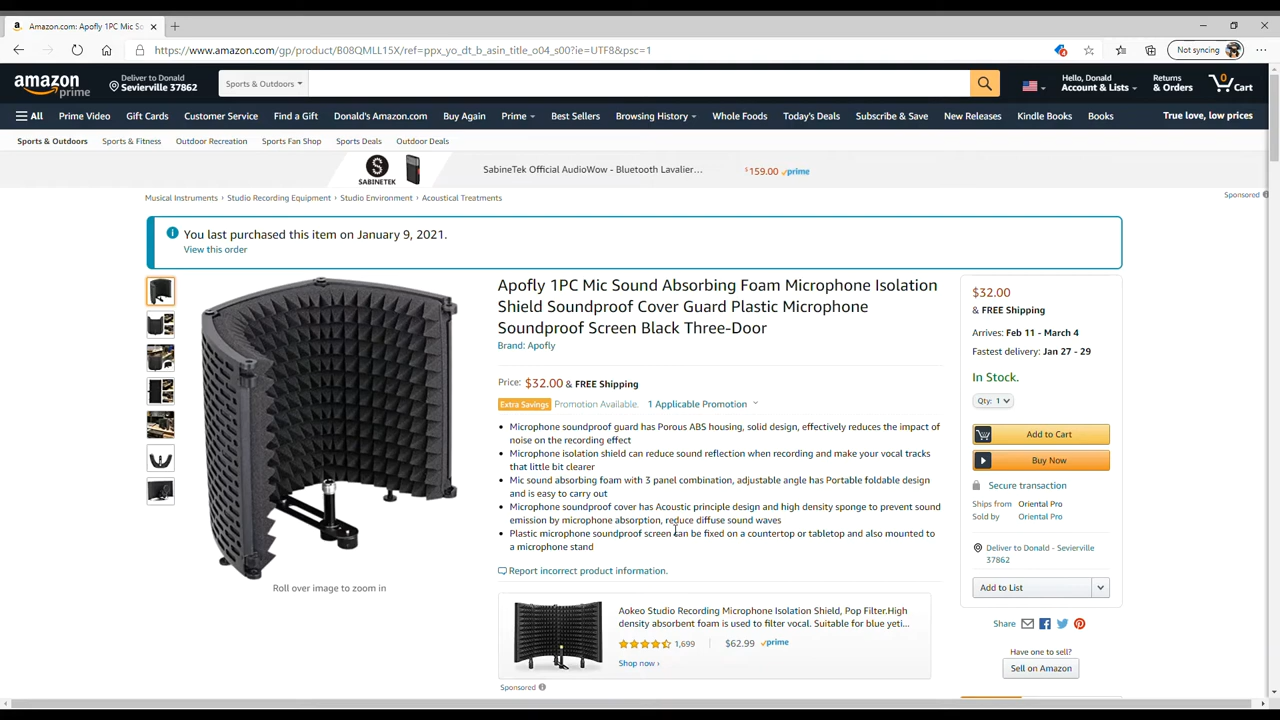 Amazon.com: Apofly 1PC Mic So
https://www.amazon.com/gp/product/B08QMLL15X/ref=ppx_yo_dt_b_asin_title_o04_s00?ie=UTF8&psc=1
Not syncing
amazon prime
Deliver to Donald
Sevierville 37862
Sports & Outdoors
Hello, Donald
Account & Lists
Returns
& Orders
0
Cart
All Prime Video Gift Cards Customer Service Find a Gift Donald's Amazon.com Buy Again Prime Best Sellers Browsing History Whole Foods Today's Deals Subscribe & Save New Releases Kindle Books Books True love, low prices
Sports & Outdoors Sports & Fitness Outdoor Recreation Sports Fan Shop Sports Deals Outdoor Deals
S
SABINETEK
SabineTek Official AudioWow - Bluetooth Lavalier...
$159.00 prime
Musical Instruments › Studio Recording Equipment › Studio Environment › Acoustical Treatments
Sponsored
You last purchased this item on January 9, 2021.
View this order
Roll over image to zoom in
Apofly 1PC Mic Sound Absorbing Foam Microphone Isolation
Shield Soundproof Cover Guard Plastic Microphone
Soundproof Screen Black Three-Door
Brand: Apofly
Price: $32.00 & FREE Shipping
Extra Savings Promotion Available. 1 Applicable Promotion
• Microphone soundproof guard has Porous ABS housing, solid design, effectively reduces the impact of
noise on the recording effect
• Microphone isolation shield can reduce sound reflection when recording and make your vocal tracks
that little bit clearer
• Mic sound absorbing foam with 3 panel combination, adjustable angle has Portable foldable design
and is easy to carry out
• Microphone soundproof cover has Acoustic principle design and high density sponge to prevent sound
emission by microphone absorption, reduce diffuse sound waves
• Plastic microphone soundproof screen can be fixed on a countertop or tabletop and also mounted to
a microphone stand
Report incorrect product information.
Aokeo Studio Recording Microphone Isolation Shield, Pop Filter.High
density absorbent foam is used to filter vocal. Suitable for blue yeti...
1,699 | $62.99 prime
Shop now ›
Sponsored
$32.00
& FREE Shipping
Arrives: Feb 11 - March 4
Fastest delivery: Jan 27 - 29
In Stock.
Qty: 1
Add to Cart
Buy Now
Secure transaction
Ships from Oriental Pro
Sold by Oriental Pro
Deliver to Donald - Sevierville
37862
Add to List
Share
Have one to sell?
Sell on Amazon